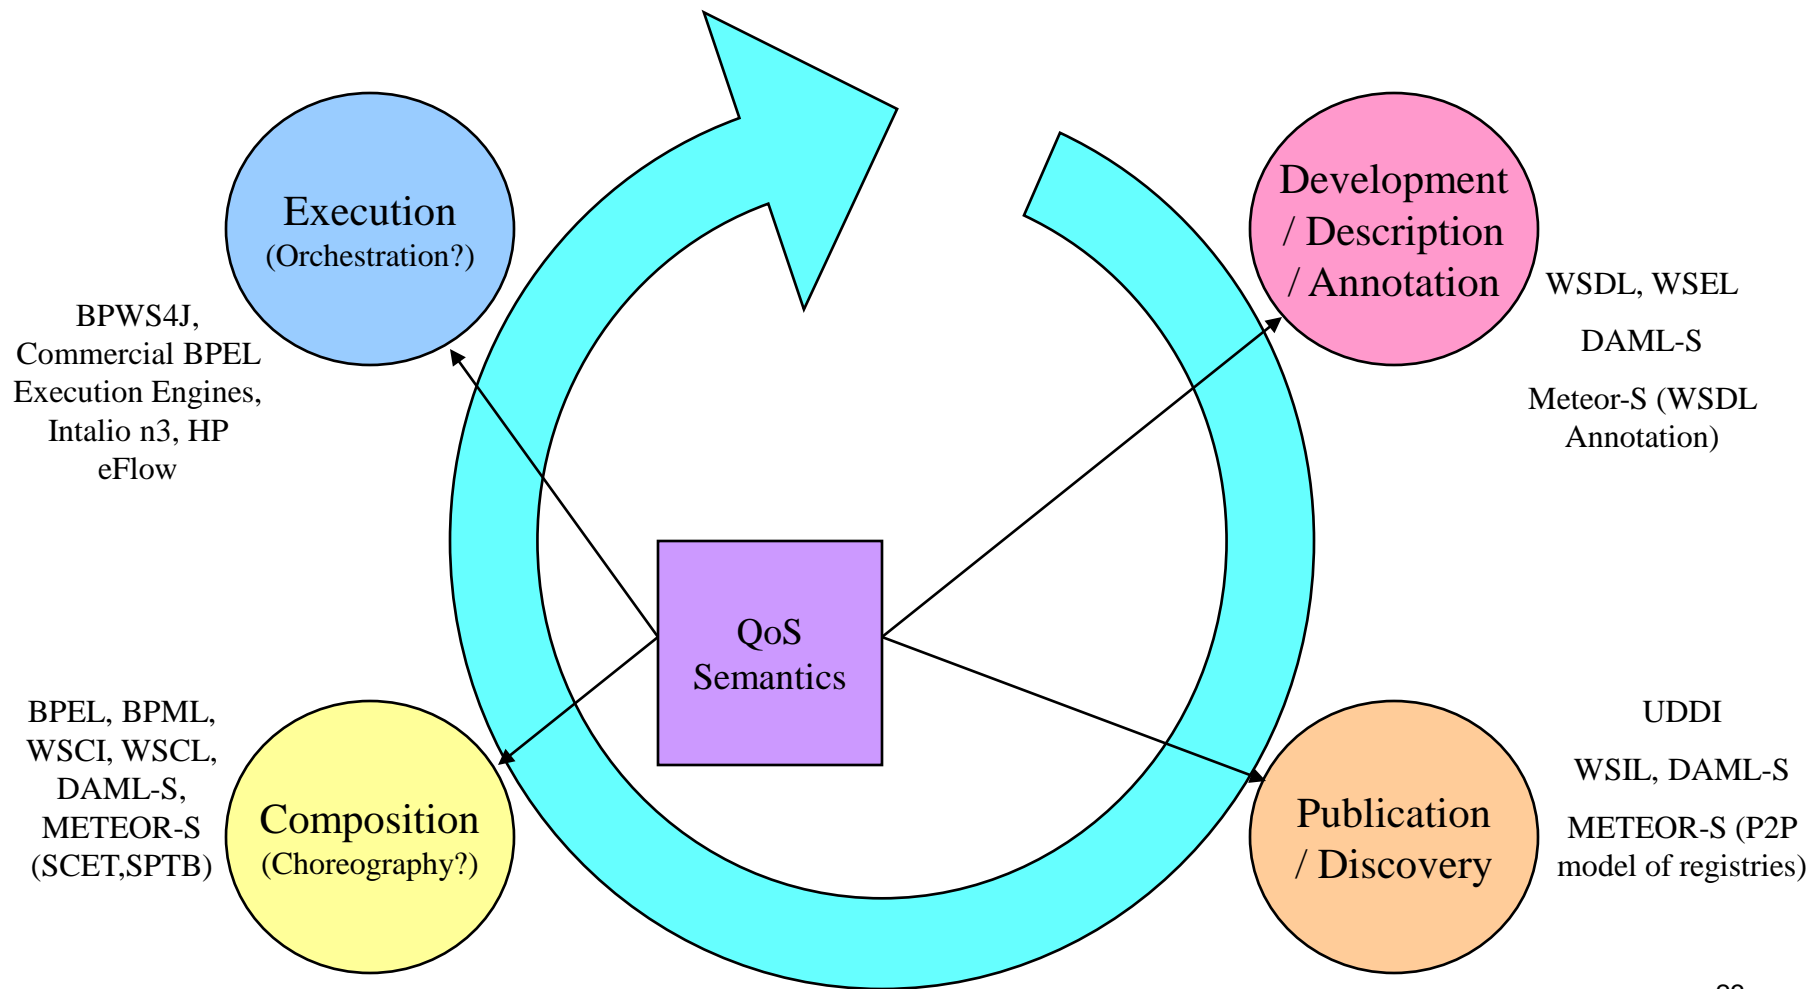 Execution
(Orchestration?)
BPWS4J,
Commercial BPEL
Execution Engines,
Intalio n3, HP
eFlow
Development
/ Description
/ Annotation
WSDL, WSEL
DAML-S
Meteor-S (WSDL
Annotation)
QoS
Semantics
BPEL, BPML,
WSCI, WSCL,
DAML-S,
METEOR-S
(SCET,SPTB)
Composition
(Choreography?)
Publication
/ Discovery
UDDI
WSIL, DAML-S
METEOR-S (P2P
model of registries)